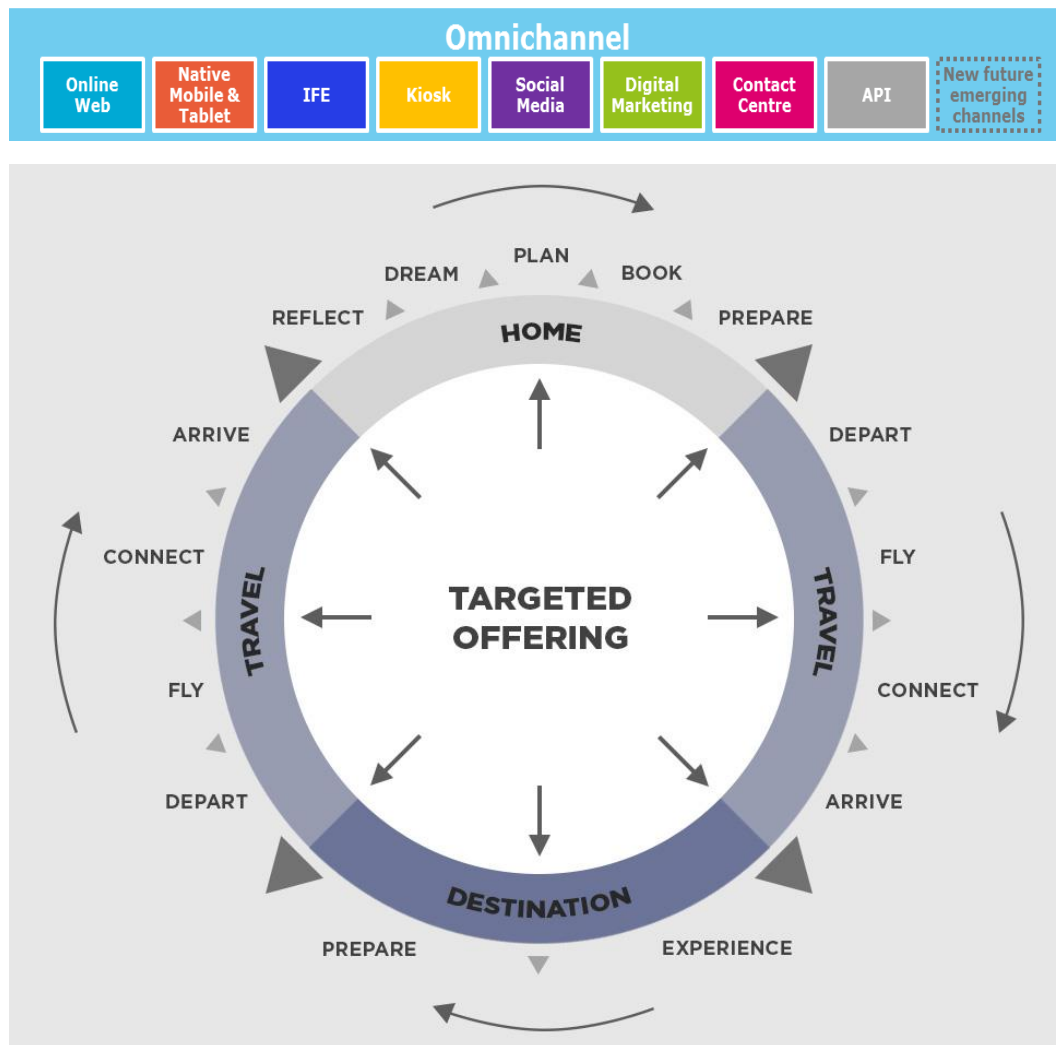 Omnichannel
Online
Web
Native
Mobile &
Tablet
IFE
Kiosk
Social
Media
Digital
Marketing
Contact
Centre
API
New future
emerging
channels
PLAN
DREAM
BOOK
REFLECT
PREPARE
HOME
ARRIVE
DEPART
CONNECT
FLY
TRAVEL
TARGETED
OFFERING
TRAVEL
FLY
CONNECT
DEPART
ARRIVE
DESTINATION
PREPARE
EXPERIENCE